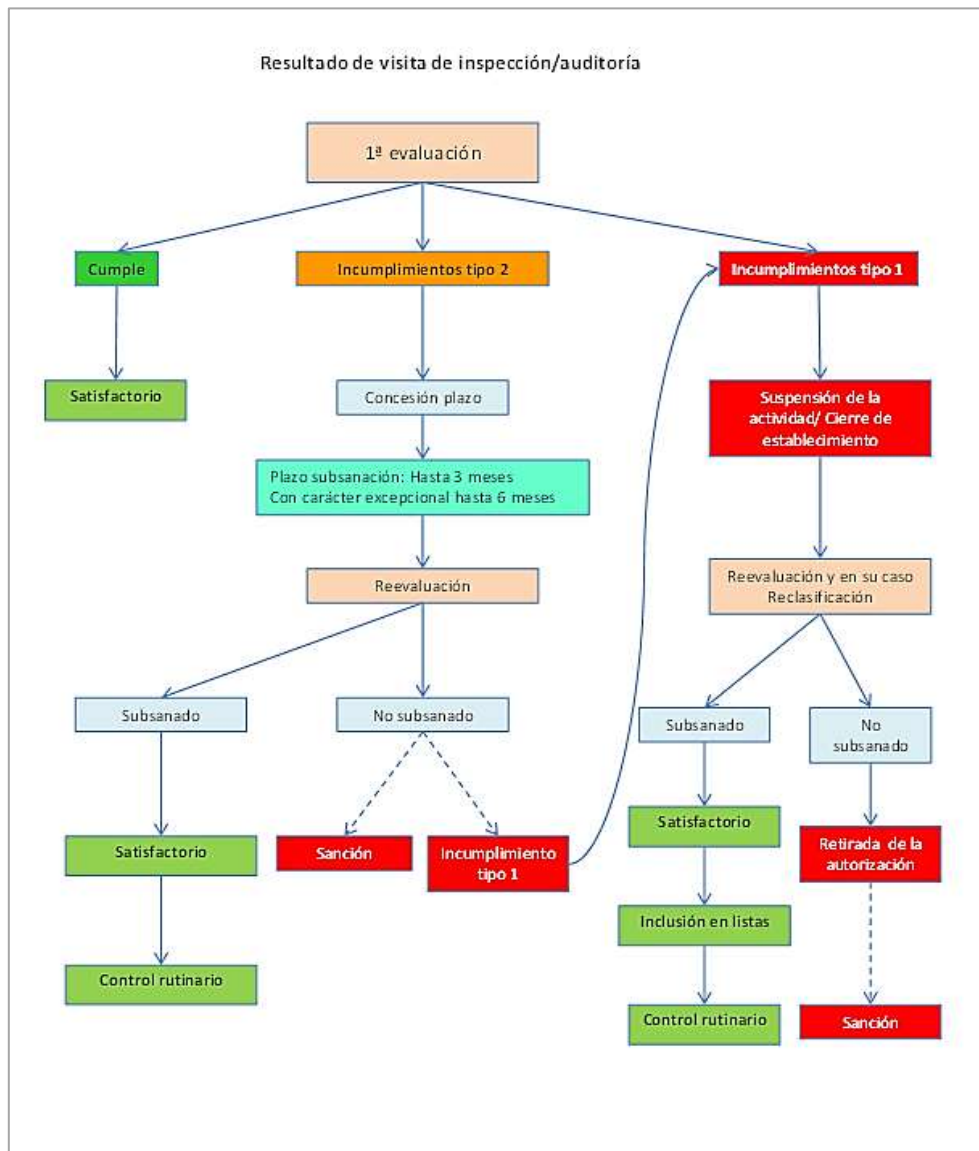 Resultado de visita de inspección/auditoría
1ª evaluación
Cumple
Incumplimientos tipo 2
Incumplimientos tipo 1
Satisfactorio
Concesión plazo
Suspensión de la
actividad/ Cierre de
establecimiento
Plazo subsanación: Hasta 3 meses
Con carácter excepcional hasta 6 meses
Reevaluación
Reevaluación y en su caso
Reclasificación
Subsanado
No subsanado
Subsanado
No
subsanado
Satisfactorio
Sanción
Incumplimiento
tipo 1
Satisfactorio
Retirada de la
autorización
Inclusión en listas
Control rutinario
Control rutinario
Sanción